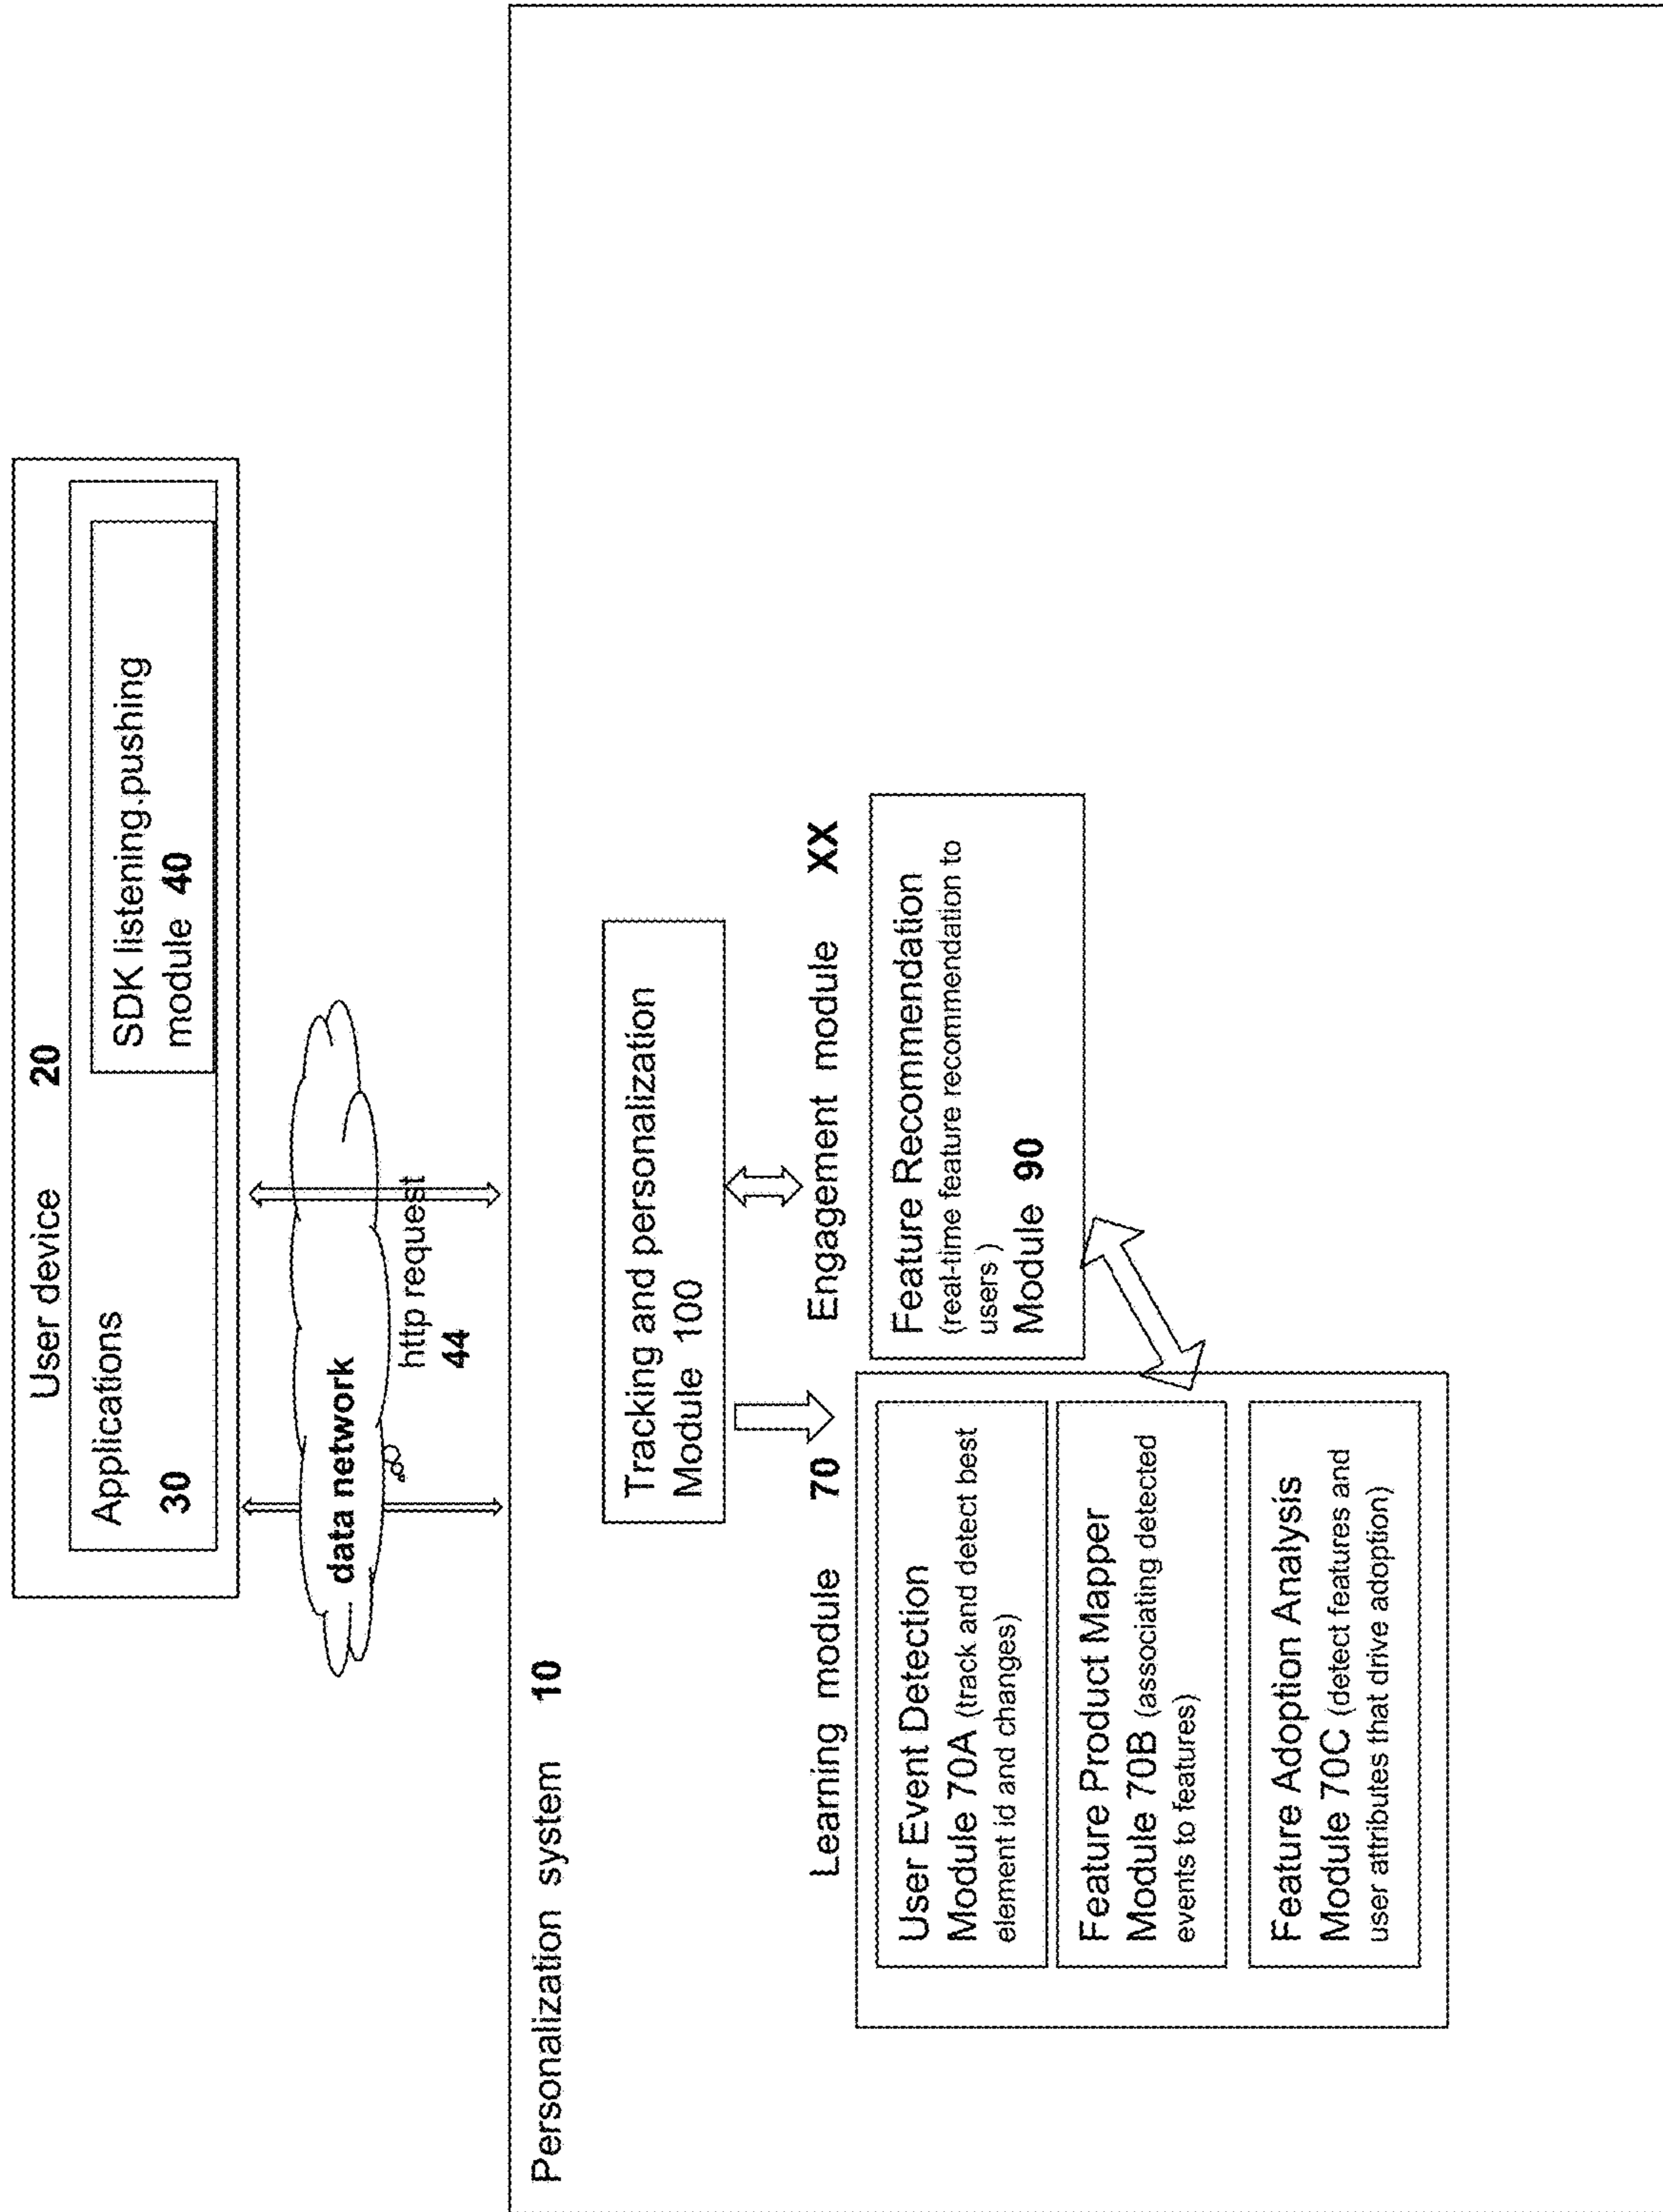 User device 20
Applications
30
SDK listening.pushing
module 40
data network
http request
44
Personalization system 10
Tracking and personalization
Module 100
Learning module 70
User Event Detection
Module 70A (track and detect best
element id and changes)
Feature Product Mapper
Module 70B (associating detected
events to features)
Feature Adoption Analysis
Module 70C (detect features and
user attributes that drive adoption)
Engagement module XX
Feature Recommendation
(real-time feature recommendation to
users )
Module 90